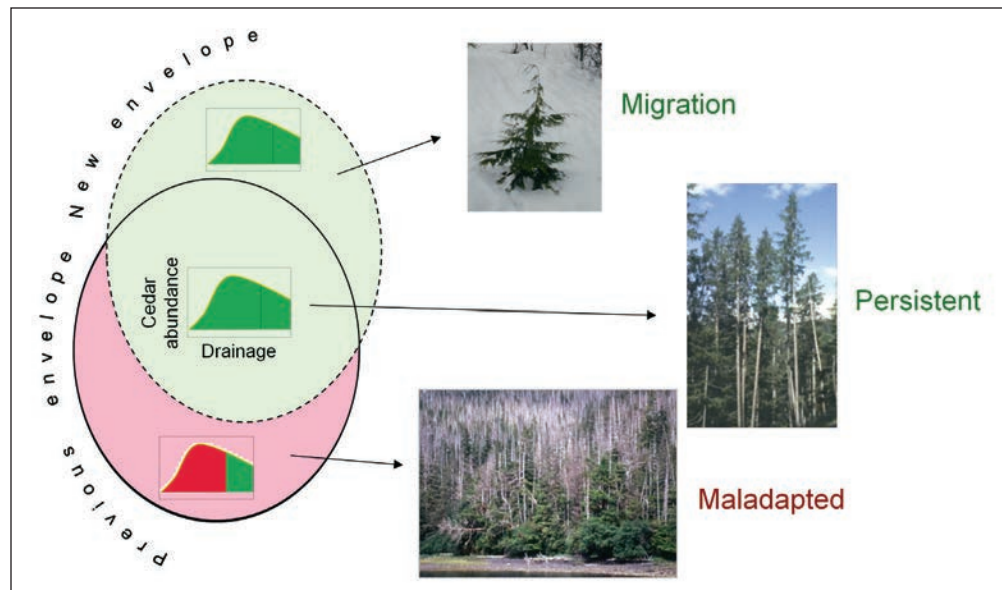 New envelope
Previous envelope
Migration
Cedar
abundance
Drainage
Persistent
Maladapted